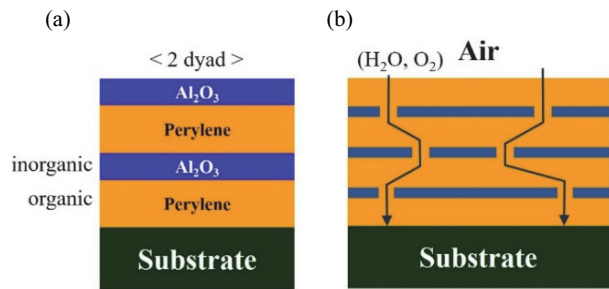 (a)
< 2 dyad >
Al₂O₃
Perylene
inorganic
Al₂O₃
organic
Perylene
Substrate
(b)
(H₂O, O₂) Air
Substrate